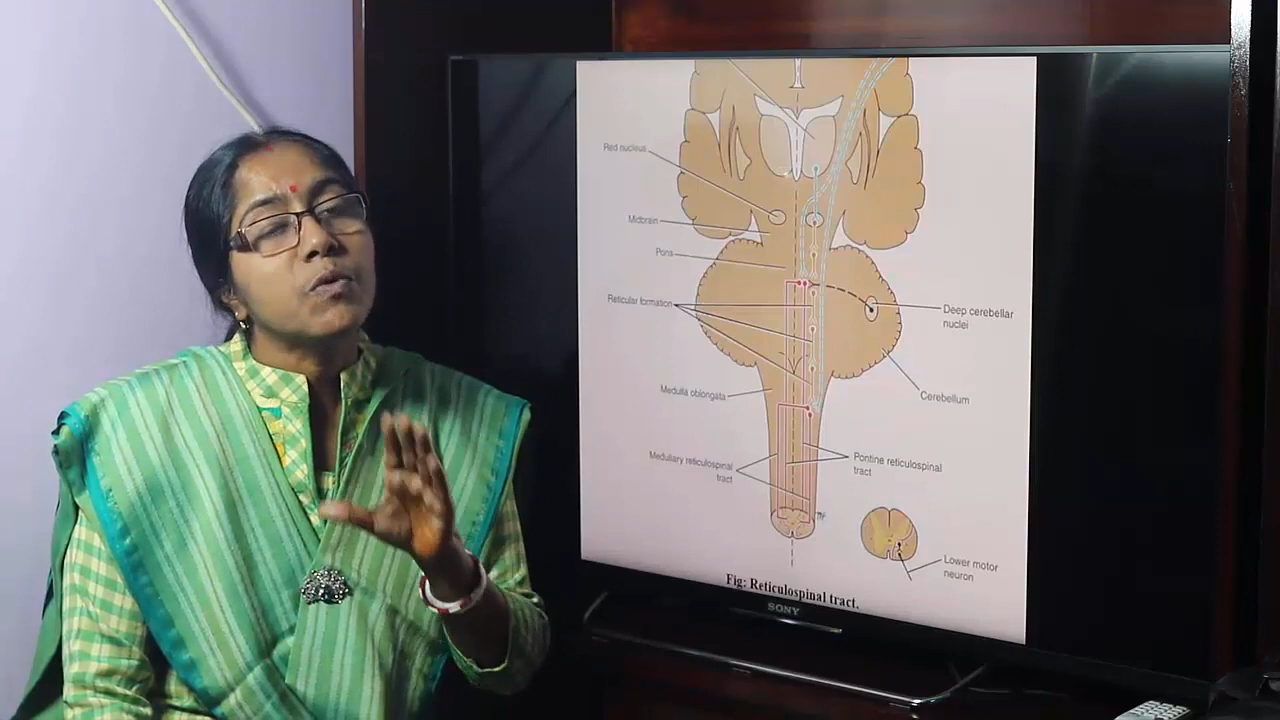 Red nucleus
Midbrain
Pons
Reticular formation
Deep cerebellar
nuclei
Cerebellum
Medulla oblongata
Medullary reticulospinal
tract
Pontine reticulospinal
tract
Lower motor
neuron
Fig: Reticulospinal tract.
SONY